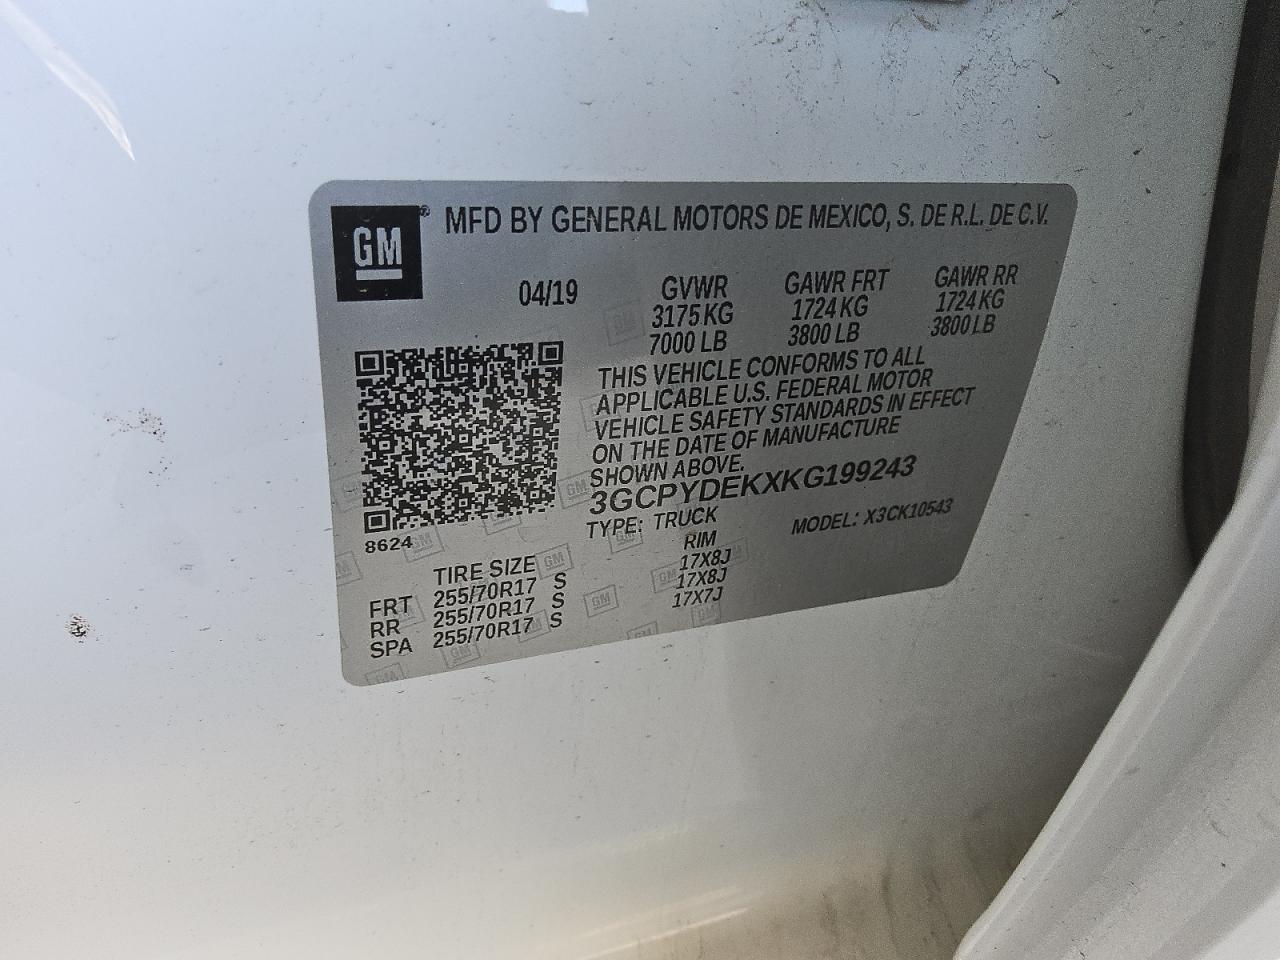 GM ® MFD BY GENERAL MOTORS DE MEXICO, S. DE R.L. DE C.V.
04/19 GVWR GAWR FRT GAWR RR
3175 KG 1724 KG 1724 KG
7000 LB 3800 LB 3800 LB
THIS VEHICLE CONFORMS TO ALL
APPLICABLE U.S. FEDERAL MOTOR
VEHICLE SAFETY STANDARDS IN EFFECT
ON THE DATE OF MANUFACTURE
SHOWN ABOVE.
3GCPYDEKXKG199243
TYPE: TRUCK MODEL: X3CK10543
8624
TIRE SIZE RIM
FRT 255/70R17 S 17X8J
RR 255/70R17 S 17X8J
SPA 255/70R17 S 17X7J